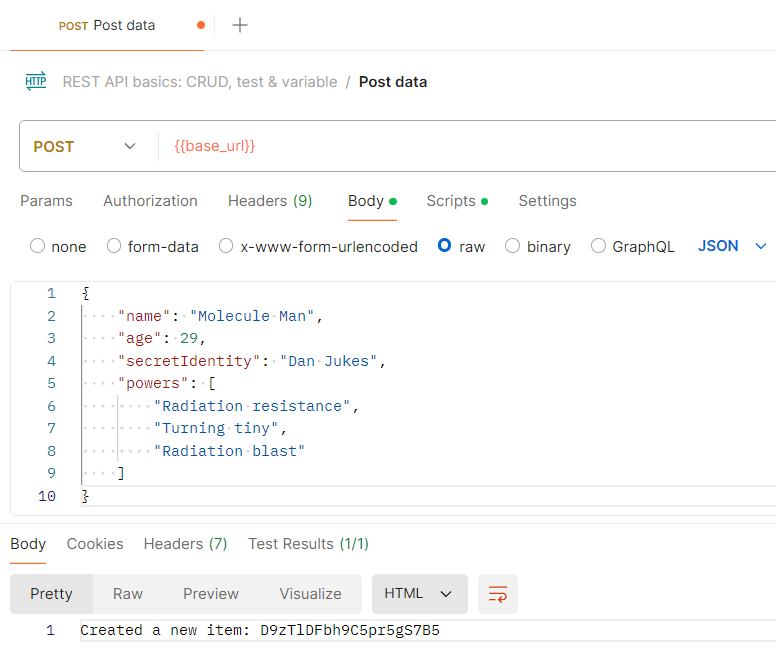 POST Post data
HTTP REST API basics: CRUD, test & variable / Post data
POST {{base_url}}
Params Authorization Headers (9) Body Scripts Settings
none form-data x-www-form-urlencoded raw binary GraphQL JSON
1 {
2 "name": "Molecule Man",
3 "age": 29,
4 "secretIdentity": "Dan Jukes",
5 "powers": [
6 "Radiation resistance",
7 "Turning tiny",
8 "Radiation blast"
9 ]
10 }
Body Cookies Headers (7) Test Results (1/1)
Pretty Raw Preview Visualize HTML
1 Created a new item: D9zTlDFbh9C5pr5gS7B5